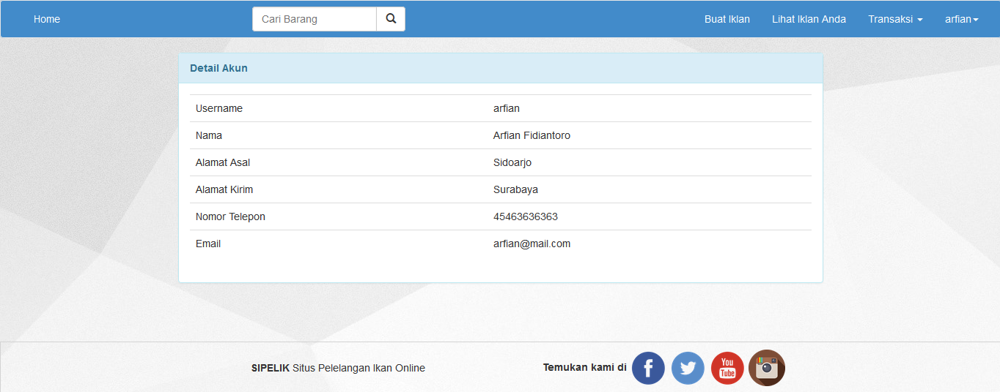 Home Cari Barang Buat Iklan Lihat Iklan Anda Transaksi arfian
Detail Akun
Username arfian
Nama Arfian Fidiantoro
Alamat Asal Sidoarjo
Alamat Kirim Surabaya
Nomor Telepon 45463636363
Email arfian@mail.com
SIPELIK Situs Pelelangan Ikan Online Temukan kami di f You Tube